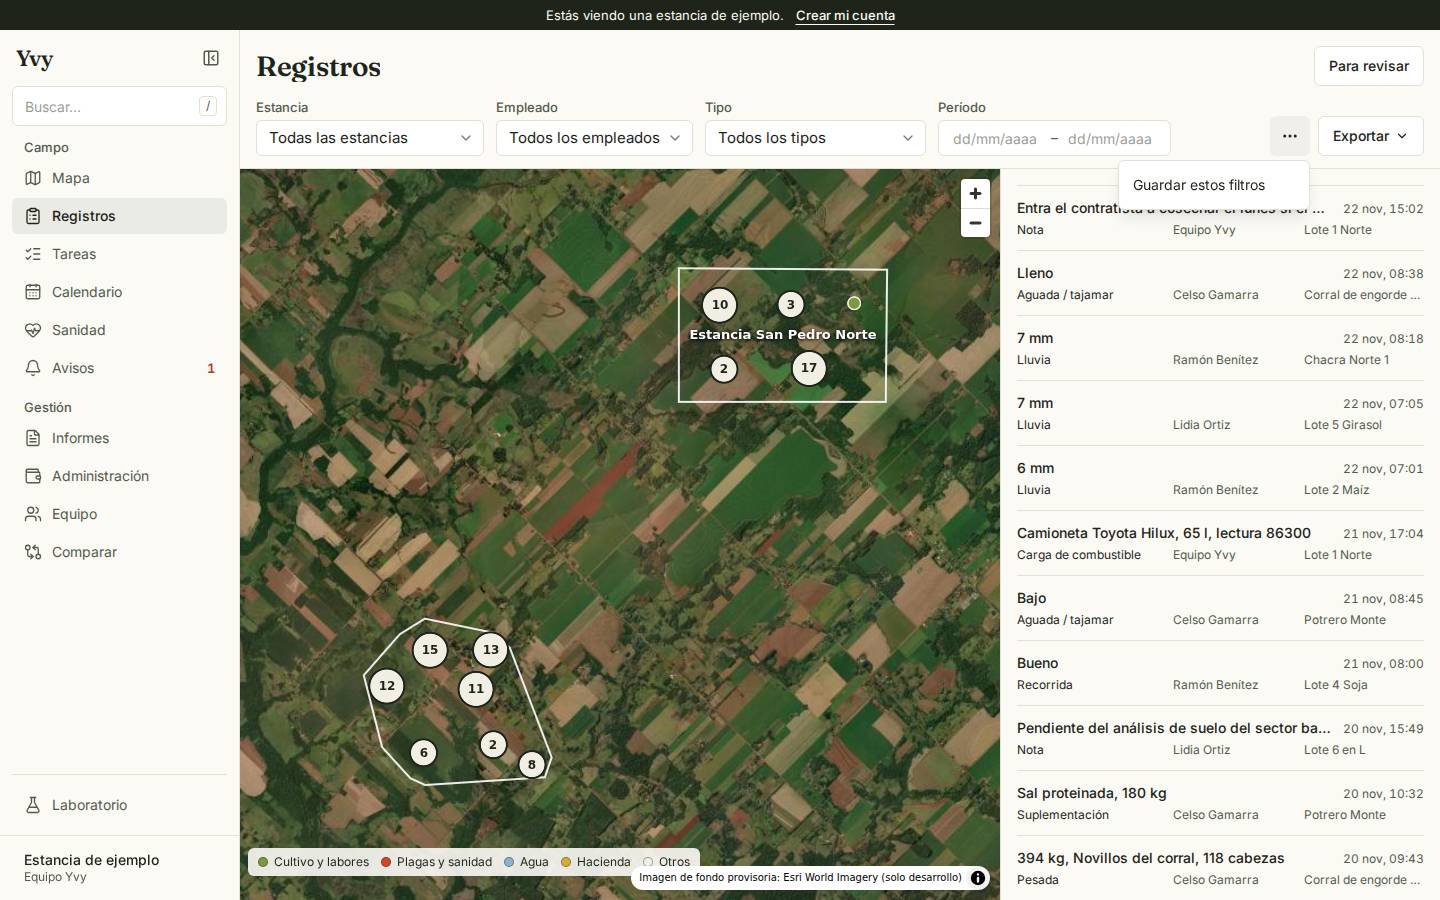 Estás viendo una estancia de ejemplo. Crear mi cuenta
Yvy
Buscar... /
Campo
Mapa
Registros
Tareas
Calendario
Sanidad
Avisos 1
Gestión
Informes
Administración
Equipo
Comparar
Laboratorio
Estancia de ejemplo
Equipo Yvy
Registros
Para revisar
Estancia
Todas las estancias
Empleado
Todos los empleados
Tipo
Todos los tipos
Período
dd/mm/aaaa – dd/mm/aaaa
Exportar
Guardar estos filtros
10
3
Estancia San Pedro Norte
2
17
15
13
12
11
6
2
8
Cultivo y labores Plagas y sanidad Agua Hacienda Otros
Imagen de fondo provisoria: Esri World Imagery (solo desarrollo)
Entra el contratista a cosechar el lunes si el ... 22 nov, 15:02
Nota Equipo Yvy Lote 1 Norte
Lleno 22 nov, 08:38
Aguada / tajamar Celso Gamarra Corral de engorde ...
7 mm 22 nov, 08:18
Lluvia Ramón Benítez Chacra Norte 1
7 mm 22 nov, 07:05
Lluvia Lidia Ortiz Lote 5 Girasol
6 mm 22 nov, 07:01
Lluvia Ramón Benítez Lote 2 Maíz
Camioneta Toyota Hilux, 65 l, lectura 86300 21 nov, 17:04
Carga de combustible Equipo Yvy Lote 1 Norte
Bajo 21 nov, 08:45
Aguada / tajamar Celso Gamarra Potrero Monte
Bueno 21 nov, 08:00
Recorrida Ramón Benítez Lote 4 Soja
Pendiente del análisis de suelo del sector ba... 20 nov, 15:49
Nota Lidia Ortiz Lote 6 en L
Sal proteinada, 180 kg 20 nov, 10:32
Suplementación Celso Gamarra Potrero Monte
394 kg, Novillos del corral, 118 cabezas 20 nov, 09:43
Pesada Celso Gamarra Corral de engorde ...